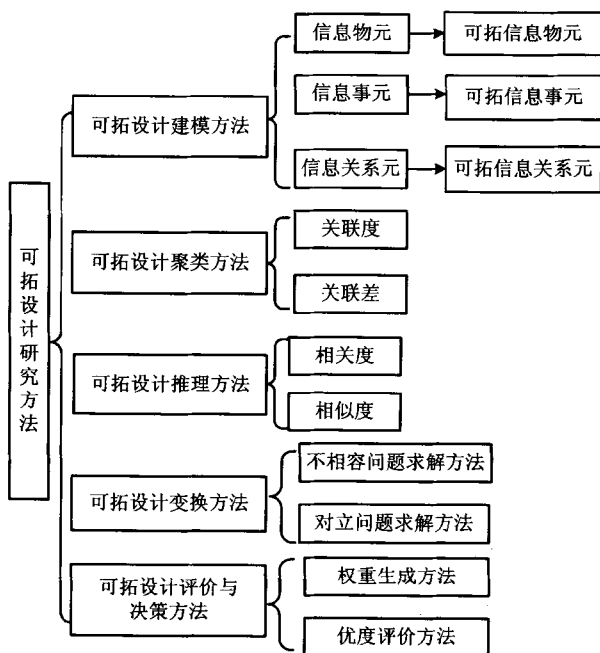 可拓设计研究方法
可拓设计建模方法
信息物元
可拓信息物元
信息事元
可拓信息事元
信息关系元
可拓信息关系元
可拓设计聚类方法
关联度
关联差
可拓设计推理方法
相关度
相似度
可拓设计变换方法
不相容问题求解方法
对立问题求解方法
可拓设计评价与
决策方法
权重生成方法
优度评价方法